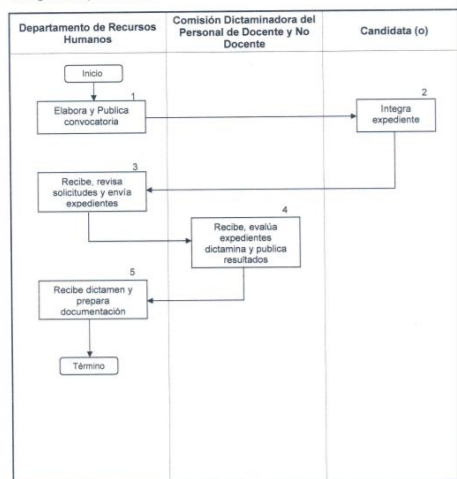 Departamento de Recursos
Humanos
Comisión Dictaminadora del
Personal de Docente y No
Docente
Candidata (o)
Inicio
1
Elabora y Publica
convocatoria
2
Integra
expediente
3
Recibe, revisa
solicitudes y envía
expedientes
4
Recibe, evalúa
expedientes
dictamina y publica
resultados
5
Recibe dictamen y
prepara
documentación
Término